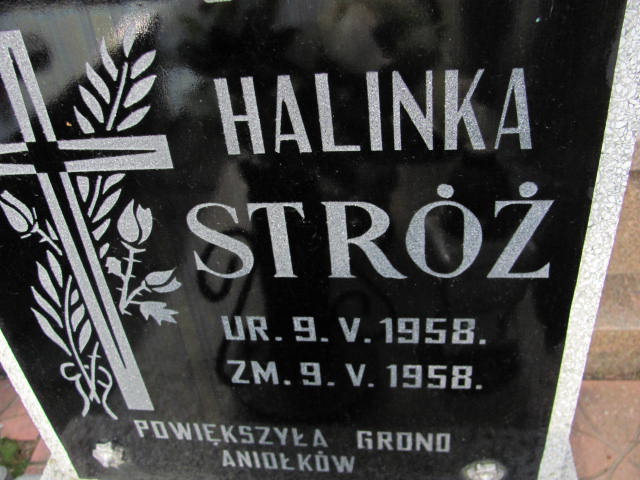 HALINKA
STRÓŻ
UR. 9. V. 1958.
ZM. 9. V. 1958.
POWIĘKSZYŁA GRONO
ANIOŁKÓW